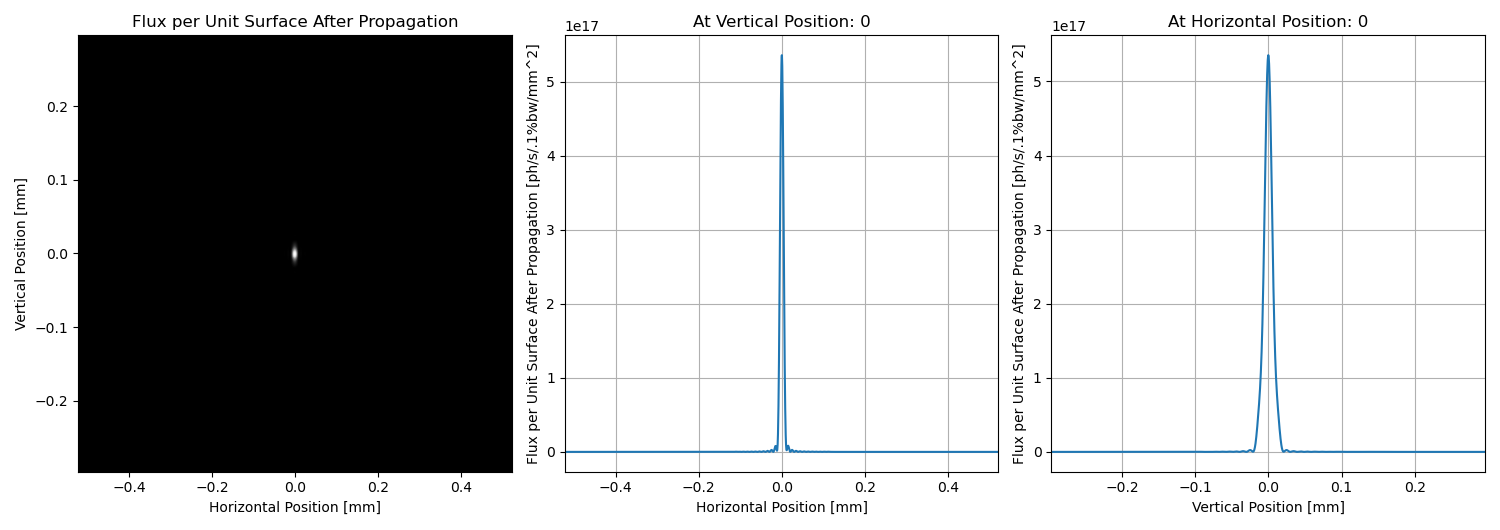 Flux per Unit Surface After Propagation
Vertical Position [mm]
0.2
0.1
0.0
−0.1
−0.2
−0.4
−0.2
0.0
0.2
0.4
Horizontal Position [mm]
At Vertical Position: 0
1e17
Flux per Unit Surface After Propagation [ph/s/.1%bw/mm^2]
5
4
3
2
1
0
−0.4
−0.2
0.0
0.2
0.4
Horizontal Position [mm]
At Horizontal Position: 0
1e17
Flux per Unit Surface After Propagation [ph/s/.1%bw/mm^2]
5
4
3
2
1
0
−0.2
−0.1
0.0
0.1
0.2
Vertical Position [mm]